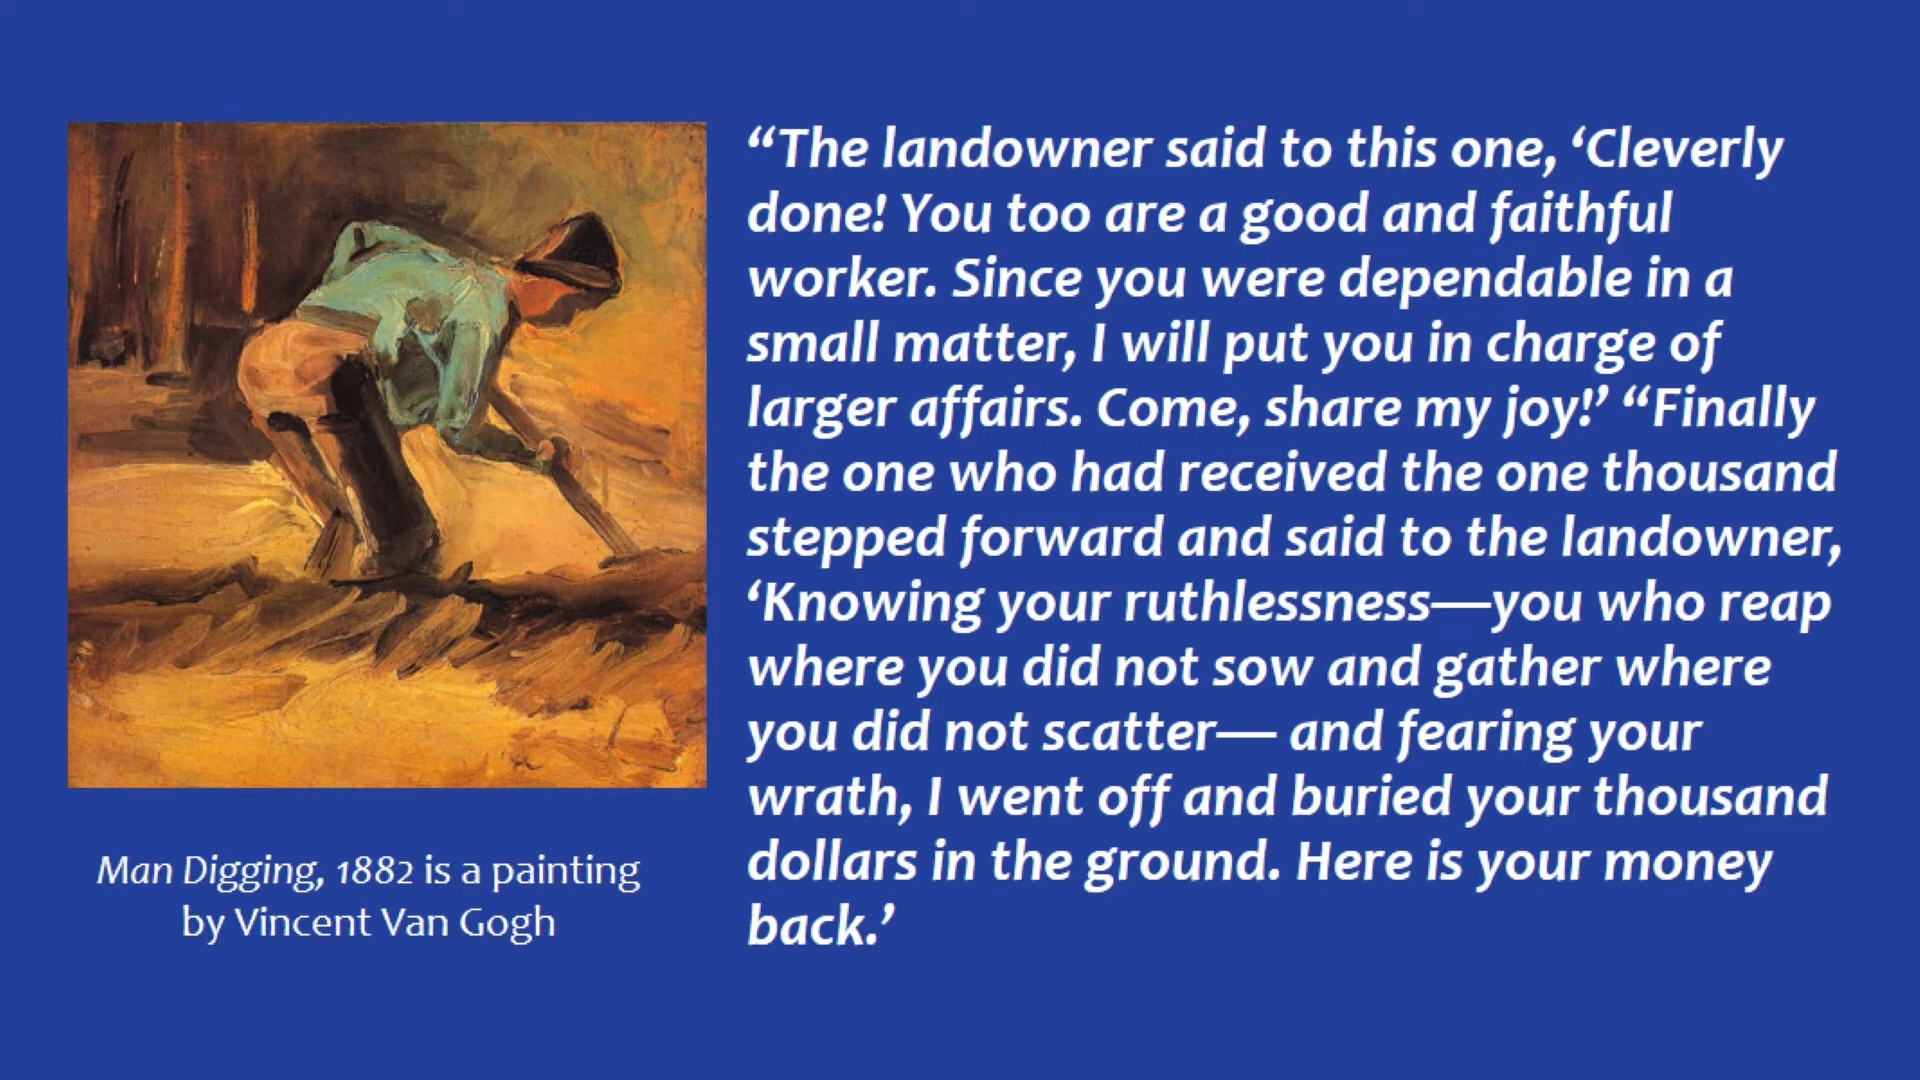 “The landowner said to this one, ‘Cleverly
done! You too are a good and faithful
worker. Since you were dependable in a
small matter, I will put you in charge of
larger affairs. Come, share my joy!’ “Finally
the one who had received the one thousand
stepped forward and said to the landowner,
‘Knowing your ruthlessness—you who reap
where you did not sow and gather where
you did not scatter— and fearing your
wrath, I went off and buried your thousand
dollars in the ground. Here is your money
back.’
Man Digging, 1882 is a painting
by Vincent Van Gogh